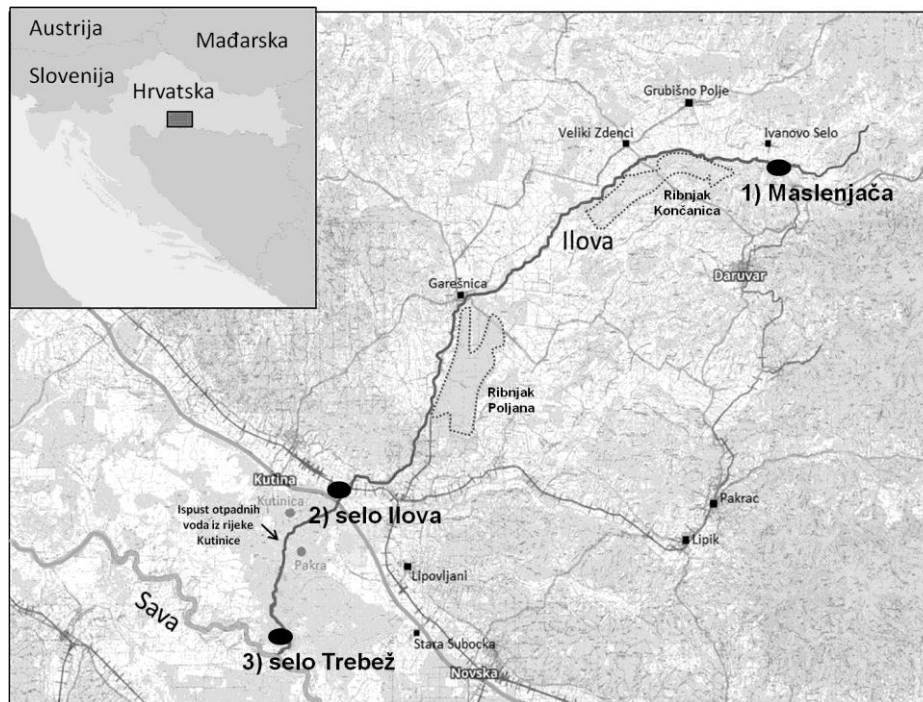 Austrija
Mađarska
Slovenija
Hrvatska
Grubišno Polje
Veliki Zdenci
Ivanovo Selo
1) Maslenjača
Ribnjak
Končanica
Ilova
Daruvar
Garešnica
Ribnjak
Poljana
Kutina
Kutinica
2) selo Ilova
Ispust otpadnih
voda iz rijeke
Kutinice
Pakrac
Pakra
Lipik
Lipovljani
Sava
Stara Šubocka
3) selo Trebež
Novska